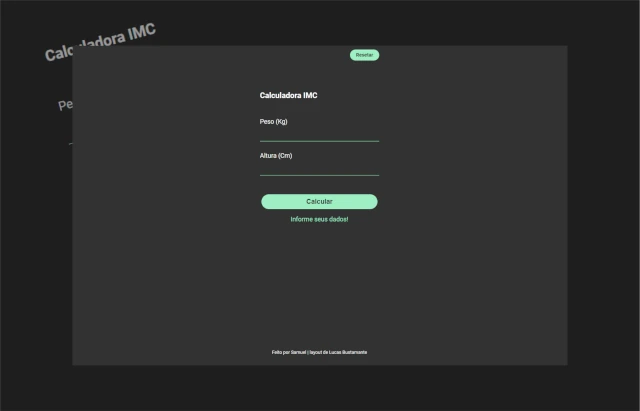 Calculadora IMC
Resetar
Calculadora IMC
Pe
Peso (Kg)
Altura (Cm)
Calcular
Informe seus dados!
Feito por Samuel | layout de Lucas Bustamante